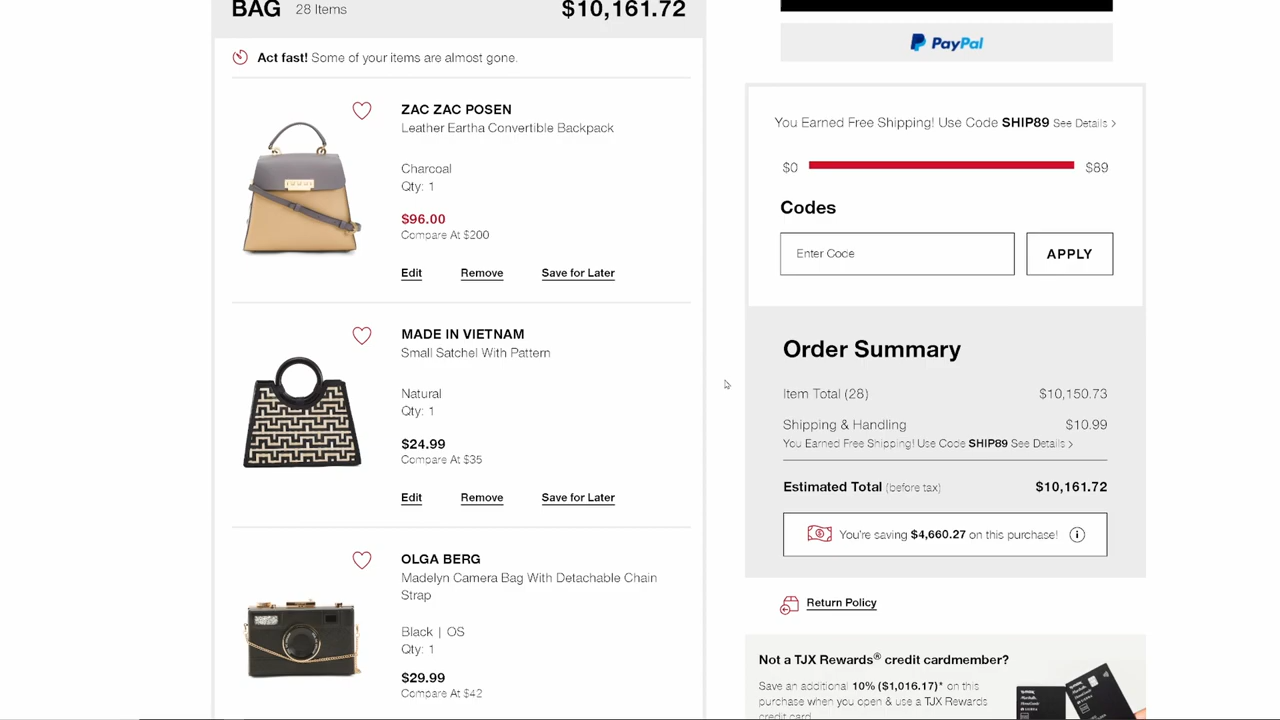 BAG 28 Items $10,161.72
Act fast! Some of your items are almost gone.
ZAC ZAC POSEN
Leather Eartha Convertible Backpack
Charcoal
Qty: 1
$96.00
Compare At $200
Edit Remove Save for Later
MADE IN VIETNAM
Small Satchel With Pattern
Natural
Qty: 1
$24.99
Compare At $35
Edit Remove Save for Later
OLGA BERG
Madelyn Camera Bag With Detachable Chain
Strap
Black | OS
Qty: 1
$29.99
Compare At $42
PayPal
You Earned Free Shipping! Use Code SHIP89 See Details >
$0 $89
Codes
Enter Code APPLY
Order Summary
Item Total (28) $10,150.73
Shipping & Handling $10.99
You Earned Free Shipping! Use Code SHIP89 See Details >
Estimated Total (before tax) $10,161.72
You're saving $4,660.27 on this purchase! i
Return Policy
Not a TJX Rewards® credit cardmember?
Save an additional 10% ($1,016.17)* on this
purchase when you open & use a TJX Rewards
credit card.